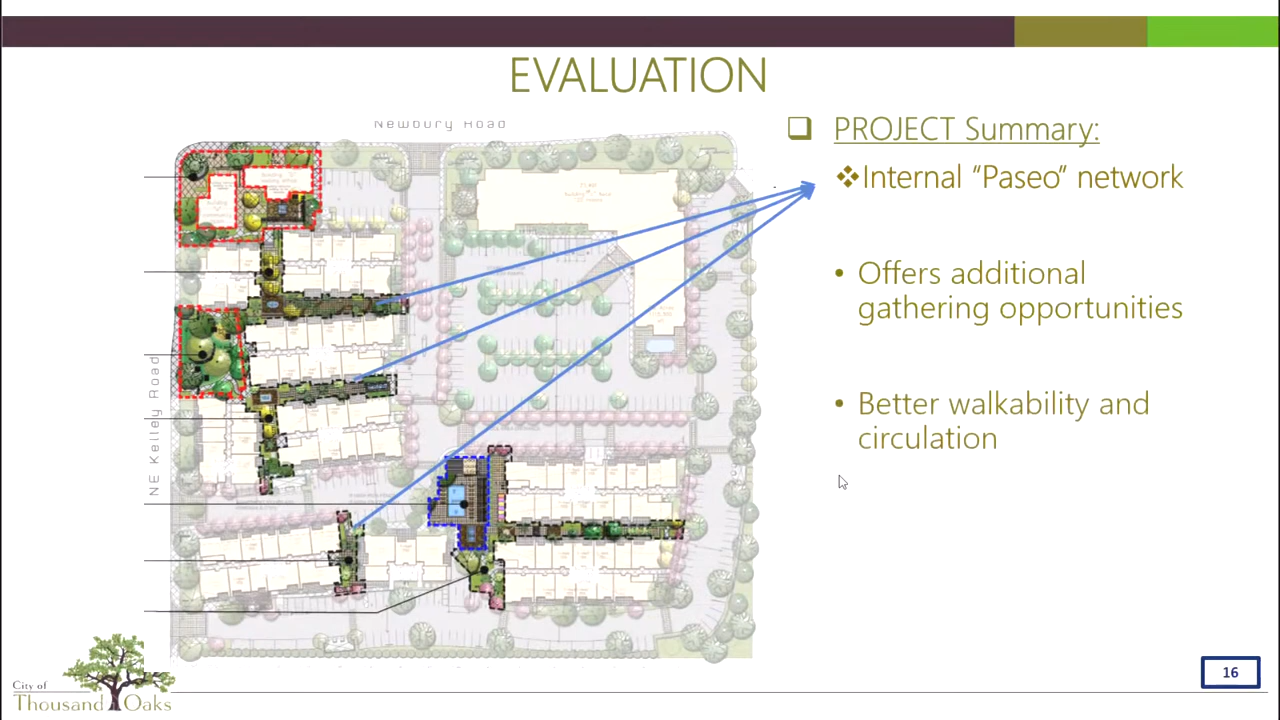 EVALUATION
Newbury Road
PROJECT Summary:
Internal “Paseo” network
• Offers additional
gathering opportunities
• Better walkability and
circulation
NE Kelley Road
16
City of
Thousand Oaks